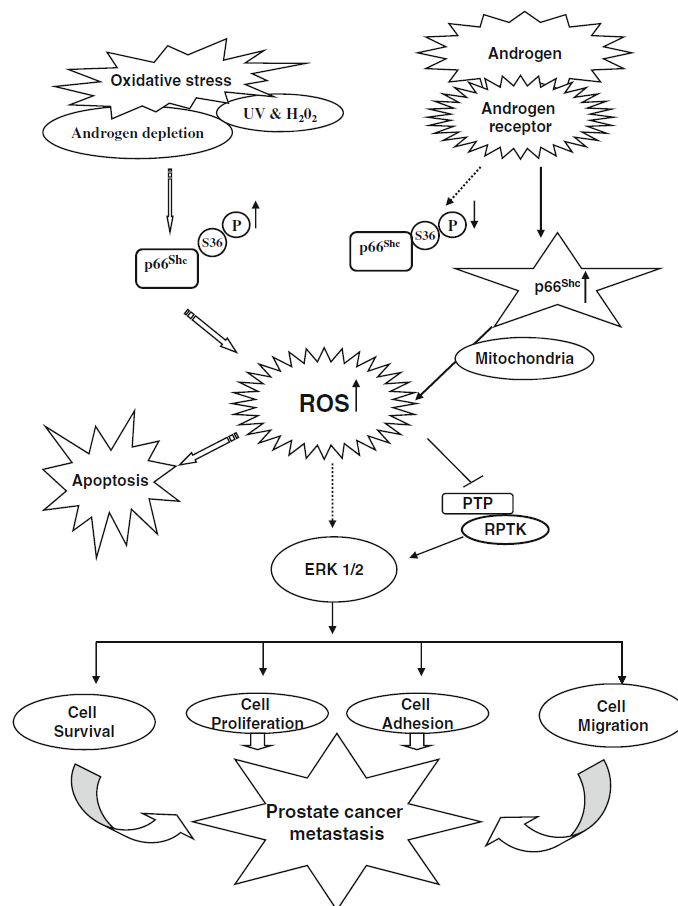 Androgen
Oxidative stress
UV & H₂0₂
Androgen
receptor
Androgen depletion
P
S36
p66ˢʰᶜ
P
S36
p66ˢʰᶜ
p66ˢʰᶜ
Mitochondria
ROS
Apoptosis
PTP
RPTK
ERK 1/2
Cell
Survival
Cell
Proliferation
Cell
Adhesion
Cell
Migration
Prostate cancer
metastasis